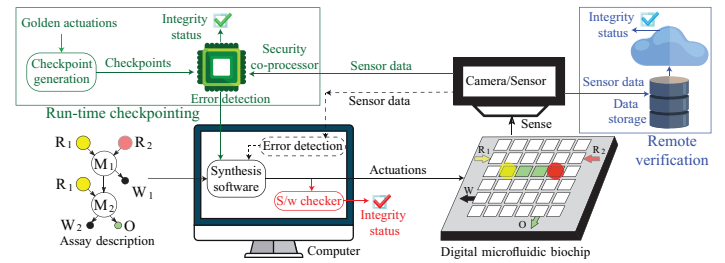 Golden actuations
Checkpoint
generation
Checkpoints
Integrity
status
Security
co-processor
Error detection
Run-time checkpointing
Sensor data
Camera/Sensor
Integrity
status
Sensor data
Data
storage
Remote
verification
Sensor data
Sense
R1
R2
M1
R1
W1
M2
W2
O
Assay description
Error detection
Synthesis
software
Actuations
S/w checker
Integrity
status
Computer
R1
R2
W
O
Digital microfluidic biochip